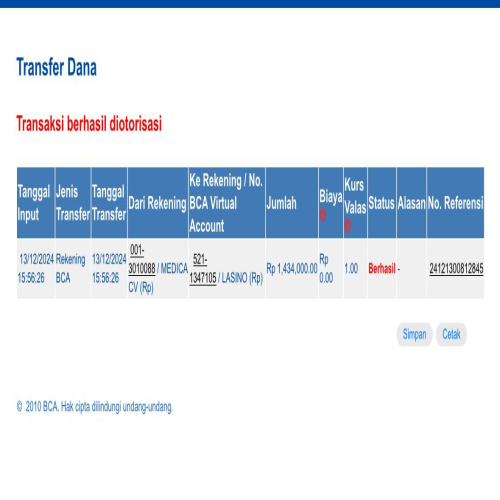 Transfer Dana
Transaksi berhasil diotorisasi
Tanggal Input Jenis Transfer Tanggal Transfer Dari Rekening Ke Rekening / No. BCA Virtual Account Jumlah Biaya Kurs Valas Status Alasan No. Referensi
13/12/2024 15:56:26 Rekening BCA 13/12/2024 15:56:26 001-3010088 / MEDICA CV (Rp) 521-1347105 / LASINO (Rp) Rp 1,434,000.00 Rp 0.00 1.00 Berhasil - 24121300812845
Simpan Cetak
© 2010 BCA. Hak cipta dilindungi undang-undang.